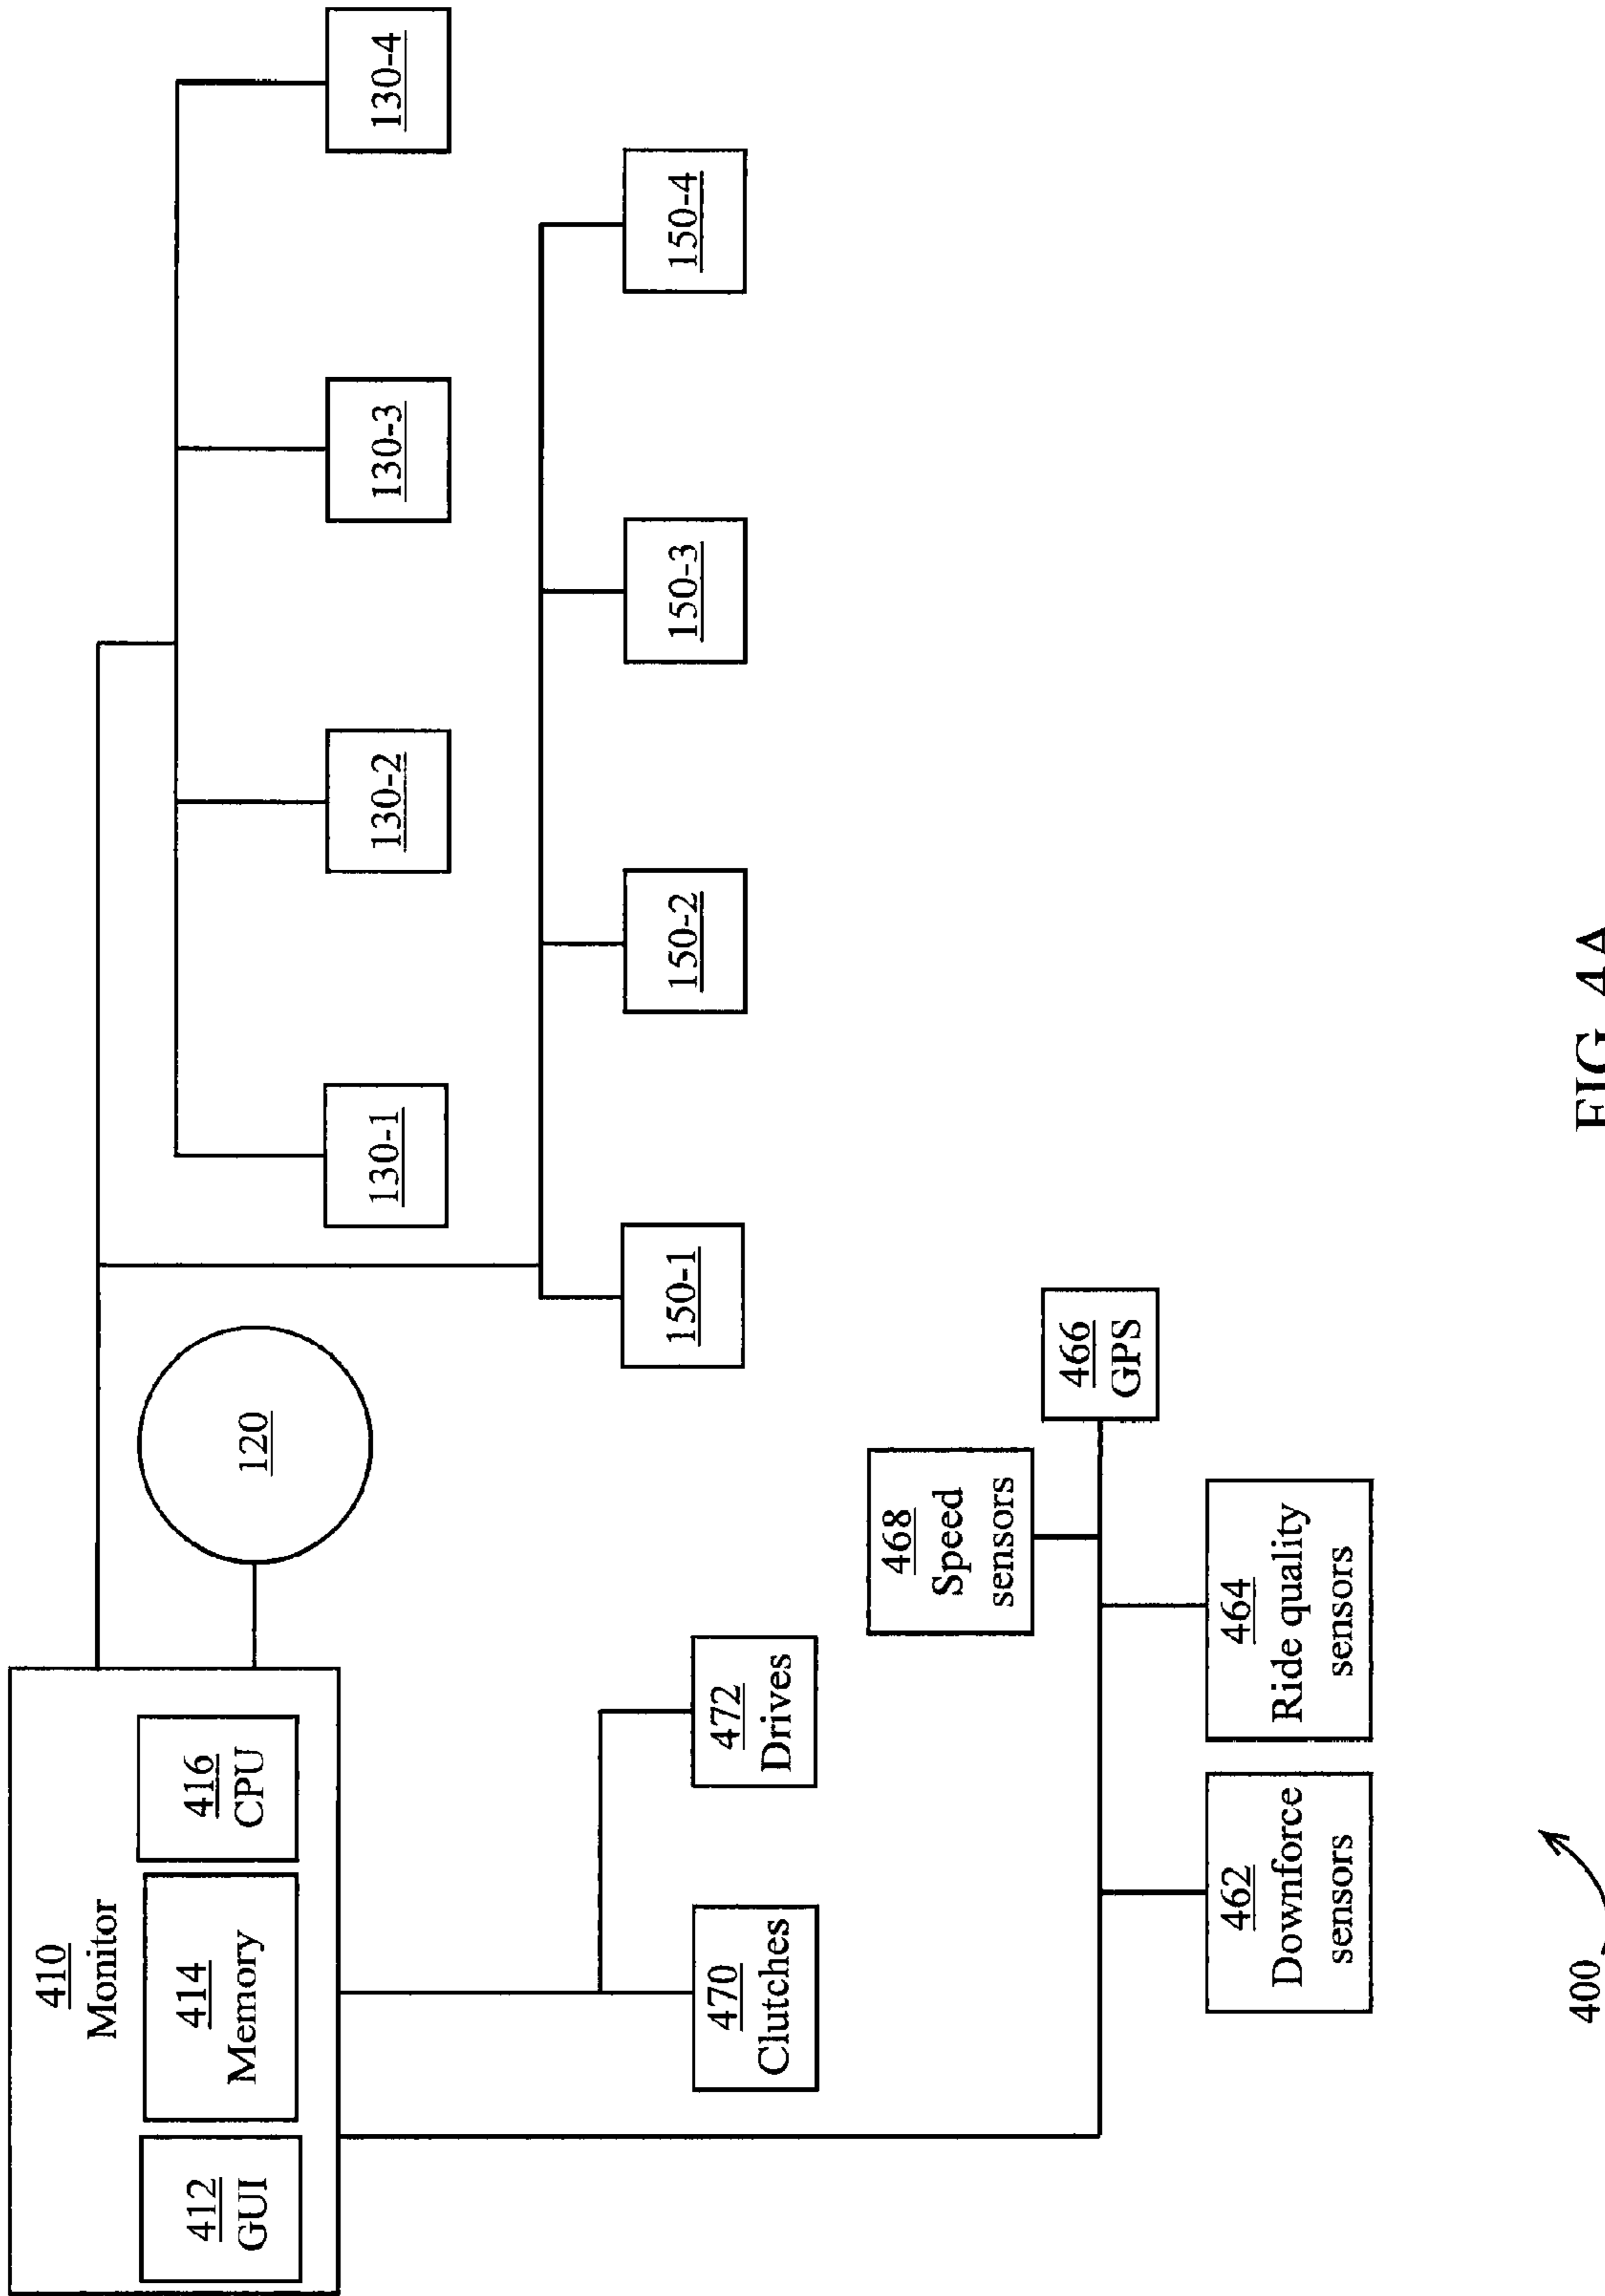 410
Monitor
412
GUI
414
Memory
416
CPU
120
130-1
130-2
130-3
130-4
150-1
150-2
150-3
150-4
470
Clutches
472
Drives
468
Speed
sensors
466
GPS
462
Downforce
sensors
464
Ride quality
sensors
400
FIG. 4A